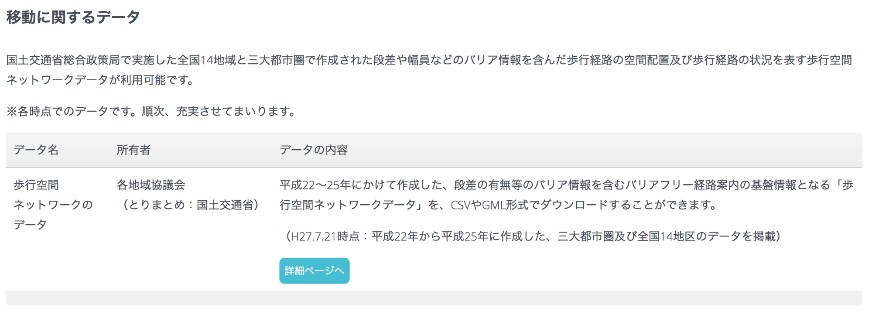 移動に関するデータ
国土交通省総合政策局で実施した全国14地域と三大都市圏で作成された段差や幅員などのバリア情報を含んだ歩行経路の空間配置及び歩行経路の状況を表す歩行空間
ネットワークデータが利用可能です。
※各時点でのデータです。順次、充実させてまいります。
データ名 所有者 データの内容
歩行空間
ネットワークの
データ
各地域協議会
（とりまとめ：国土交通省）
平成22〜25年にかけて作成した、段差の有無等のバリア情報を含むバリアフリー経路案内の基盤情報となる「歩
行空間ネットワークデータ」を、CSVやGML形式でダウンロードすることができます。
（H27.7.21時点：平成22年から平成25年に作成した、三大都市圏及び全国14地区のデータを掲載）
詳細ページへ